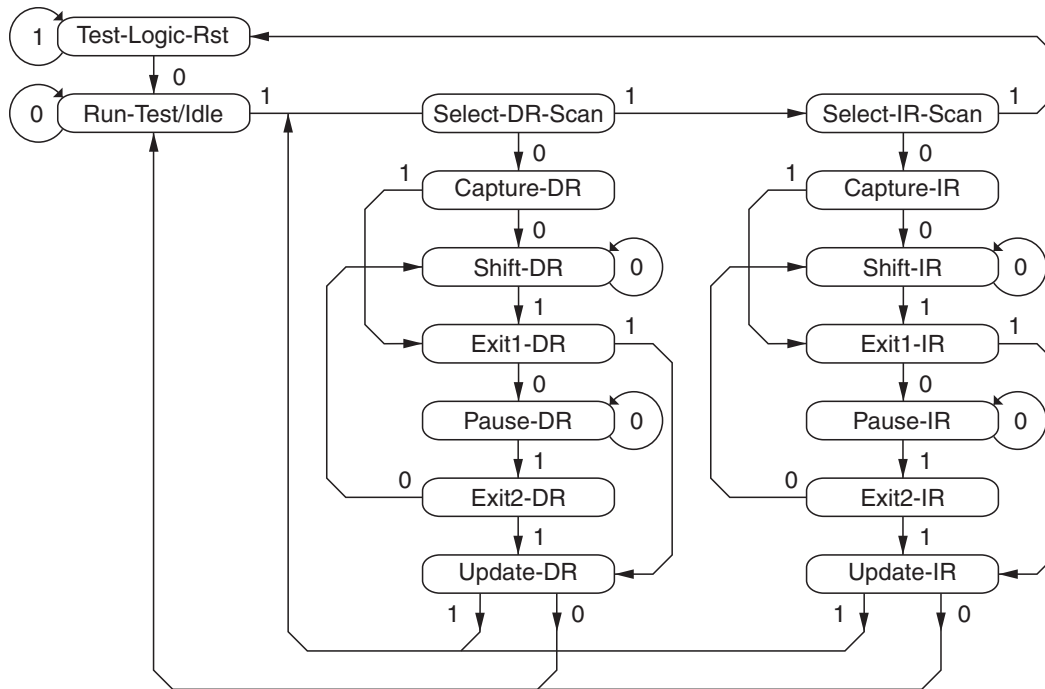 1 Test-Logic-Rst
0
0 Run-Test/Idle 1 Select-DR-Scan 1 Select-IR-Scan 1
0 0
1 Capture-DR 1 Capture-IR
0 0
Shift-DR 0 Shift-IR 0
1 1
Exit1-DR 1 Exit1-IR 1
0 0
Pause-DR 0 Pause-IR 0
1 1
0 Exit2-DR 0 Exit2-IR
1 1
Update-DR Update-IR
1 0 1 0